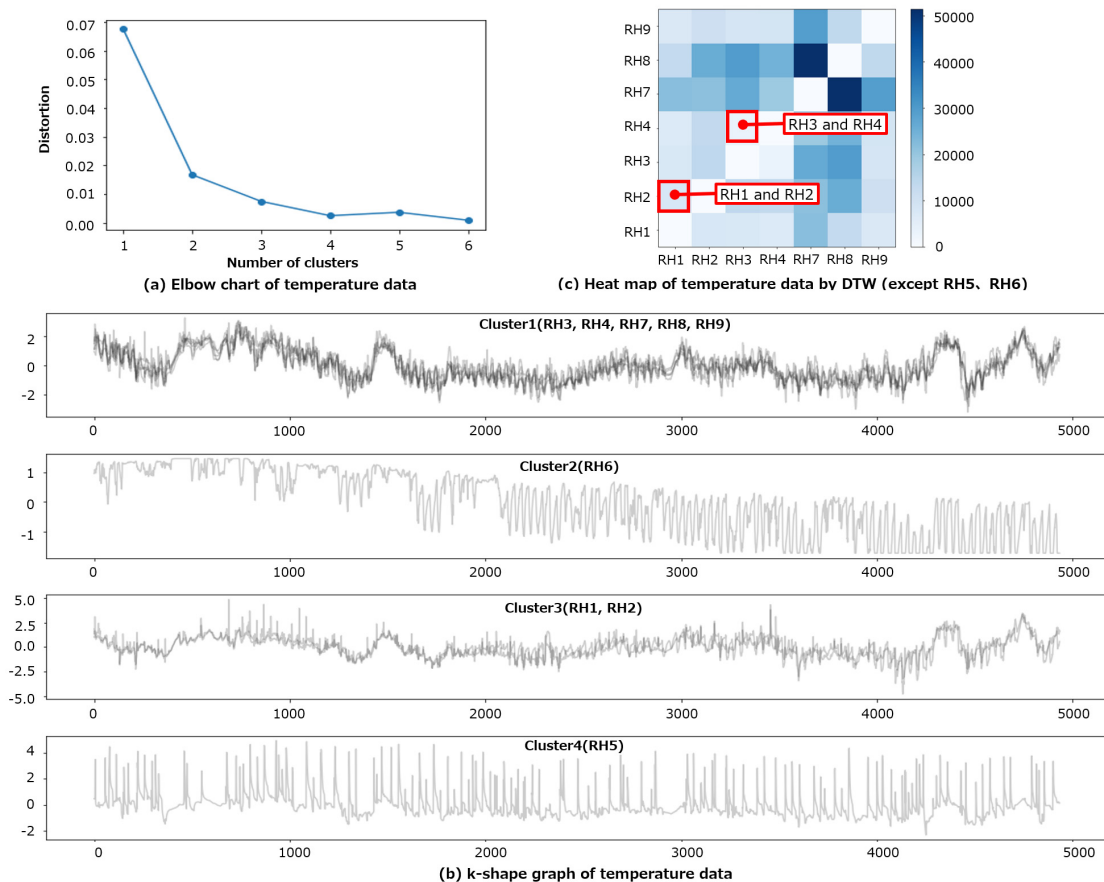 0.07
0.06
0.05
0.04
0.03
0.02
0.01
0.00
Distortion
1 2 3 4 5 6
Number of clusters
(a) Elbow chart of temperature data
RH9
RH8
RH7
RH4
RH3
RH2
RH1
RH3 and RH4
RH1 and RH2
RH1 RH2 RH3 RH4 RH7 RH8 RH9
50000
40000
30000
20000
10000
0
(c) Heat map of temperature data by DTW (except RH5、RH6)
Cluster1(RH3, RH4, RH7, RH8, RH9)
2
0
-2
0 1000 2000 3000 4000 5000
Cluster2(RH6)
1
0
-1
0 1000 2000 3000 4000 5000
Cluster3(RH1, RH2)
5.0
2.5
0.0
-2.5
-5.0
0 1000 2000 3000 4000 5000
Cluster4(RH5)
4
2
0
-2
0 1000 2000 3000 4000 5000
(b) k-shape graph of temperature data